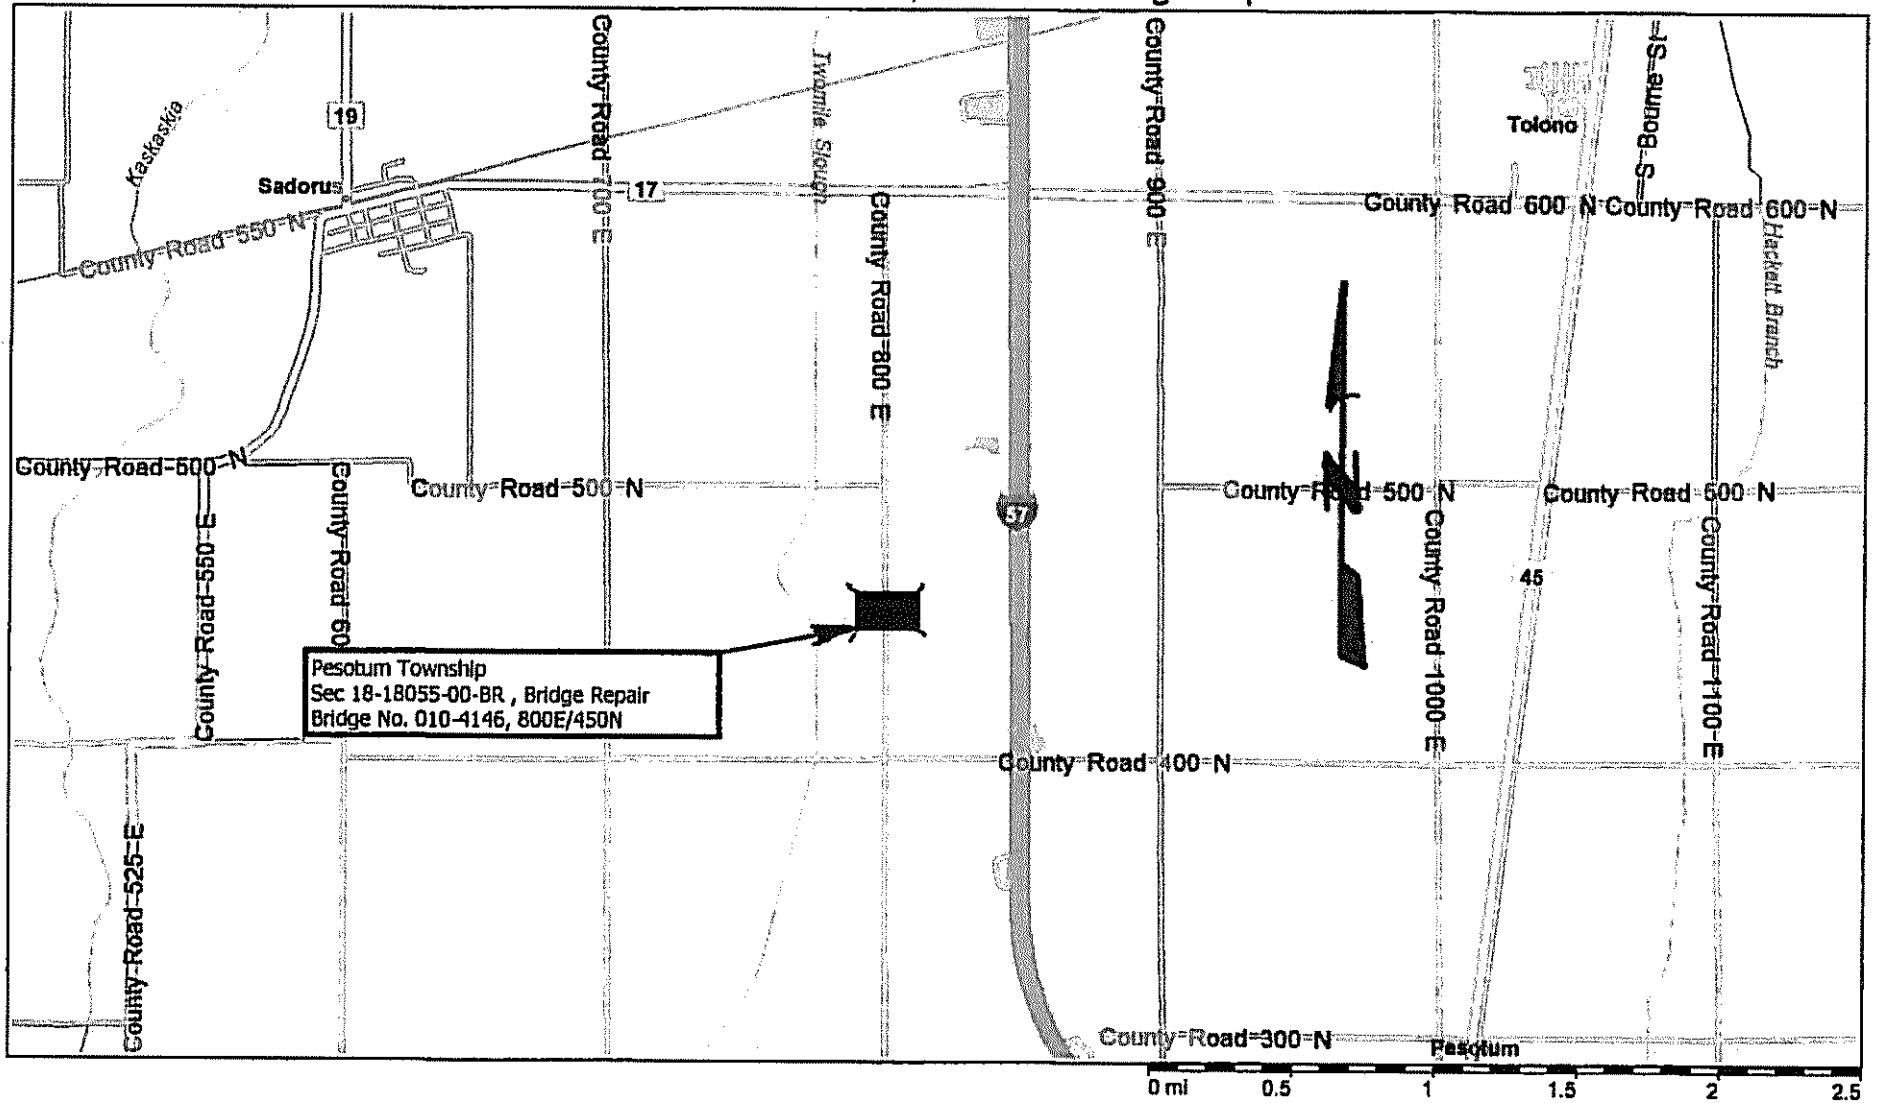 County Road 700 E
Twomile Slough
County Road 900 E
S Bourne St
Kaskaskia
19
Tolono
Sadorus
17
County Road 600 N
County Road 600 N
County Road 550 N
County Road 800 E
Hackett Branch
County Road 500 N
County Road 500 N
County Road 500 N
County Road 500 N
N
57
County Road 550 E
County Road 60
County Road 1000 E
45
County Road 1100 E
Pesotum Township
Sec 18-18055-00-BR , Bridge Repair
Bridge No. 010-4146, 800E/450N
County Road 400 N
County Road 525 E
County Road 300 N
Pesotum
0 mi 0.5 1 1.5 2 2.5